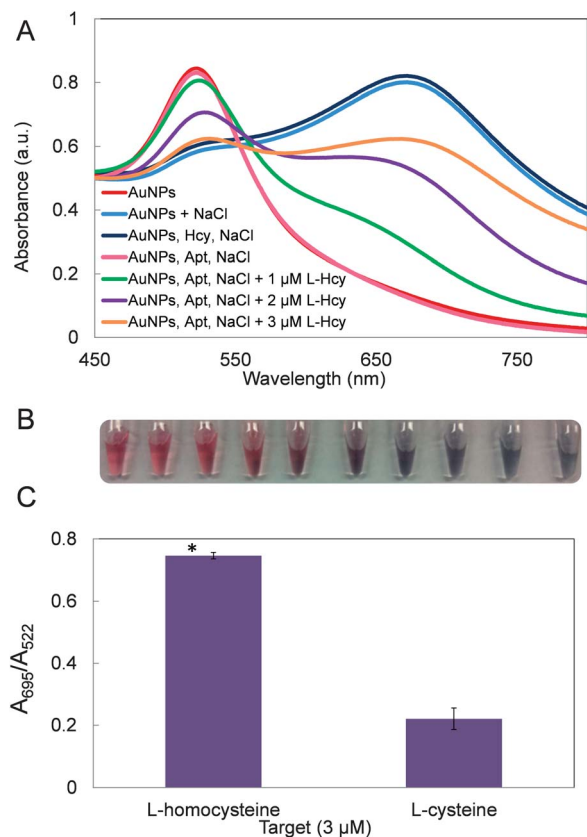 A
1
0.8
0.6
0.4
0.2
0
Absorbance (a.u.)
AuNPs
AuNPs + NaCl
AuNPs, Hcy, NaCl
AuNPs, Apt, NaCl
AuNPs, Apt, NaCl + 1 µM L-Hcy
AuNPs, Apt, NaCl + 2 µM L-Hcy
AuNPs, Apt, NaCl + 3 µM L-Hcy
450 550 650 750
Wavelength (nm)
B
C
0.8
0.6
0.4
0.2
0
A695/A522
*
L-homocysteine L-cysteine
Target (3 µM)